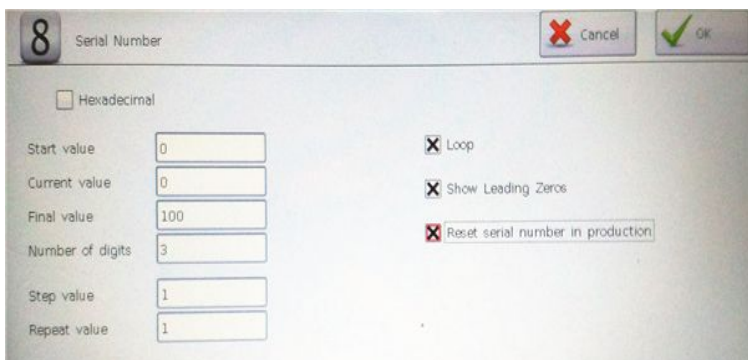 8 Serial Number Cancel OK
Hexadecimal
Start value 0 Loop
Current value 0 Show Leading Zeros
Final value 100
Reset serial number in production
Number of digits 3
Step value 1
Repeat value 1